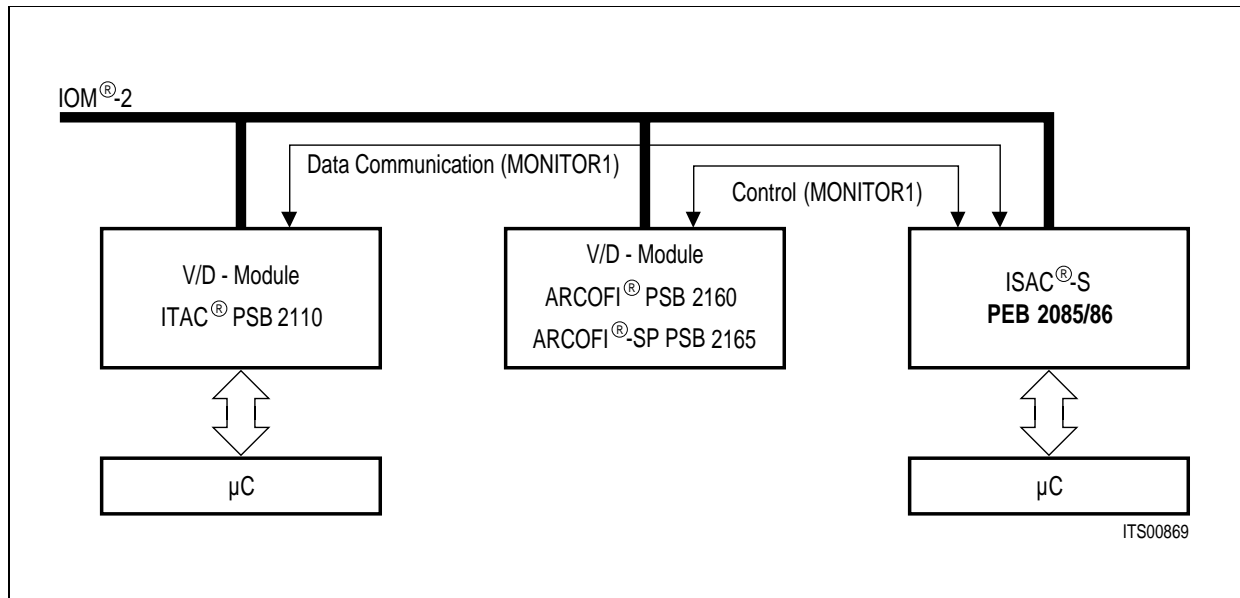 IOM®-2
Data Communication (MONITOR1)
Control (MONITOR1)
V/D - Module
ITAC® PSB 2110
V/D - Module
ARCOFI® PSB 2160
ARCOFI®-SP PSB 2165
ISAC®-S
PEB 2085/86
µC
µC
ITS00869